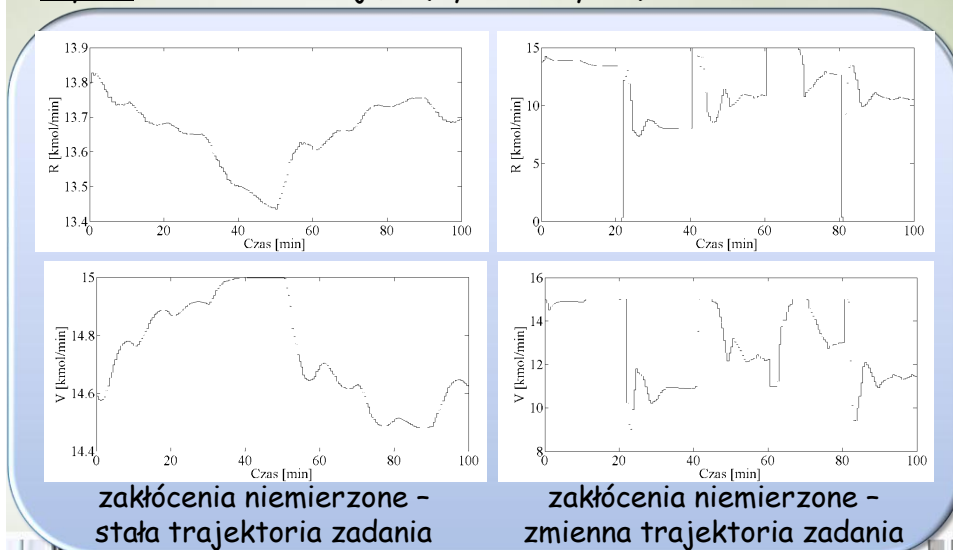 13.9
13.8
13.7
13.6
13.5
13.4
R [kmol/min]
0 20 40 60 80 100
Czas [min]
15
10
5
0
R [kmol/min]
0 20 40 60 80 100
Czas [min]
15
14.8
14.6
14.4
V [kmol/min]
0 20 40 60 80 100
Czas [min]
16
14
12
10
8
V [kmol/min]
0 20 40 60 80 100
Czas [min]
zakłócenia niemierzone –
stała trajektoria zadania
zakłócenia niemierzone –
zmienna trajektoria zadania